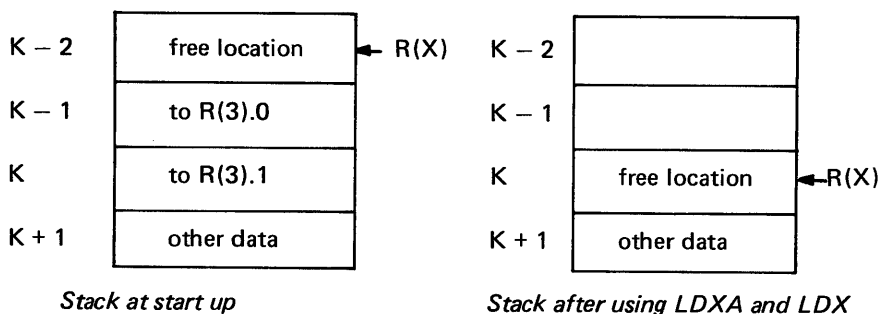 K – 2 free location R(X)
K – 1 to R(3).0
K to R(3).1
K + 1 other data
Stack at start up
K – 2
K – 1
K free location R(X)
K + 1 other data
Stack after using LDXA and LDX